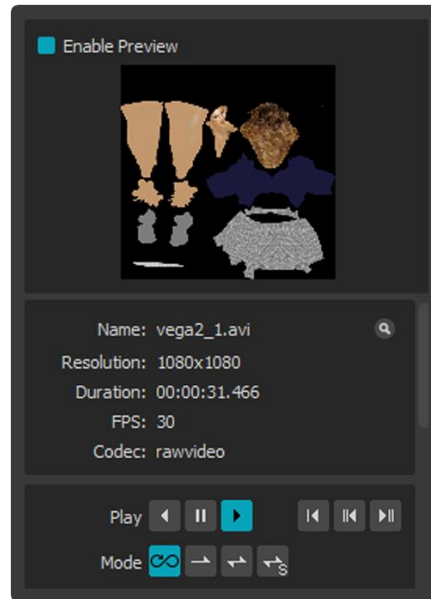 Enable Preview
Name: vega2_1.avi
Resolution: 1080x1080
Duration: 00:00:31.466
FPS: 30
Codec: rawvideo
Play
Mode S